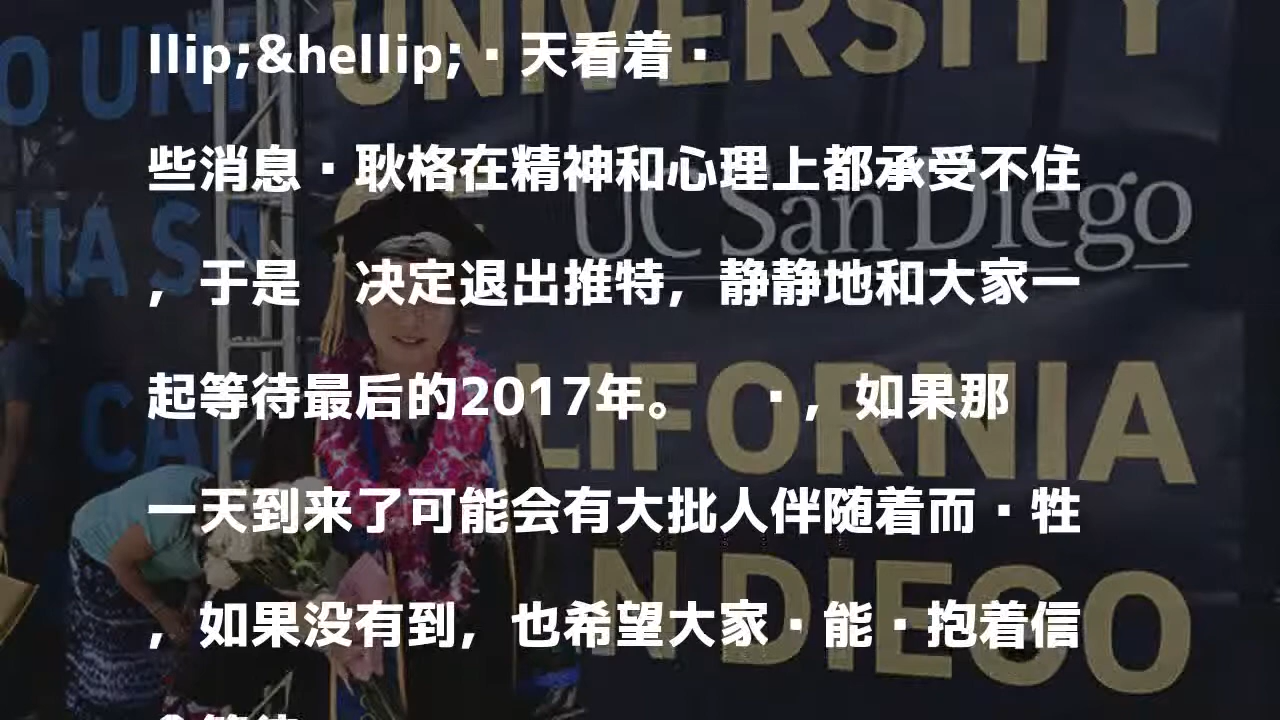 llip;&hellip;·天看着·
些消息·耿格在精神和心理上都承受不住
，于是　决定退出推特，静静地和大家一
起等待最后的2017年。　·，如果那
一天到来了可能会有大批人伴随着而·牲
，如果没有到，也希望大家·能·抱着信
UNIVERSITY
OF
UC San Diego
CALIFORNIA
SAN DIEGO